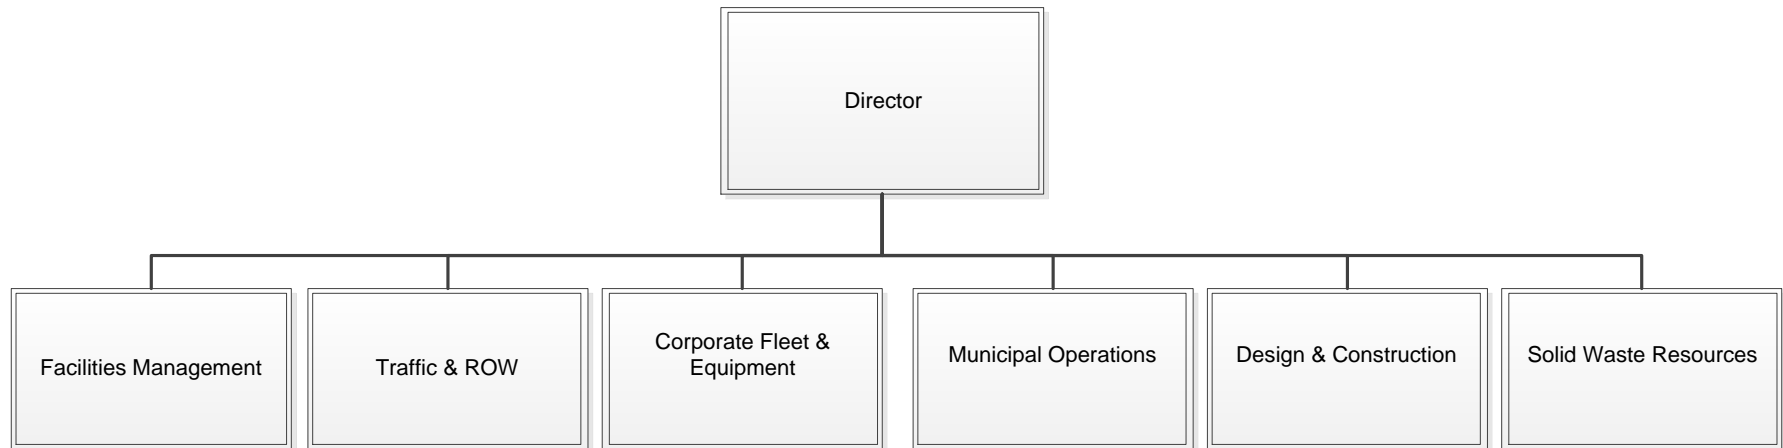 Director
Facilities Management
Traffic & ROW
Corporate Fleet &
Equipment
Municipal Operations
Design & Construction
Solid Waste Resources